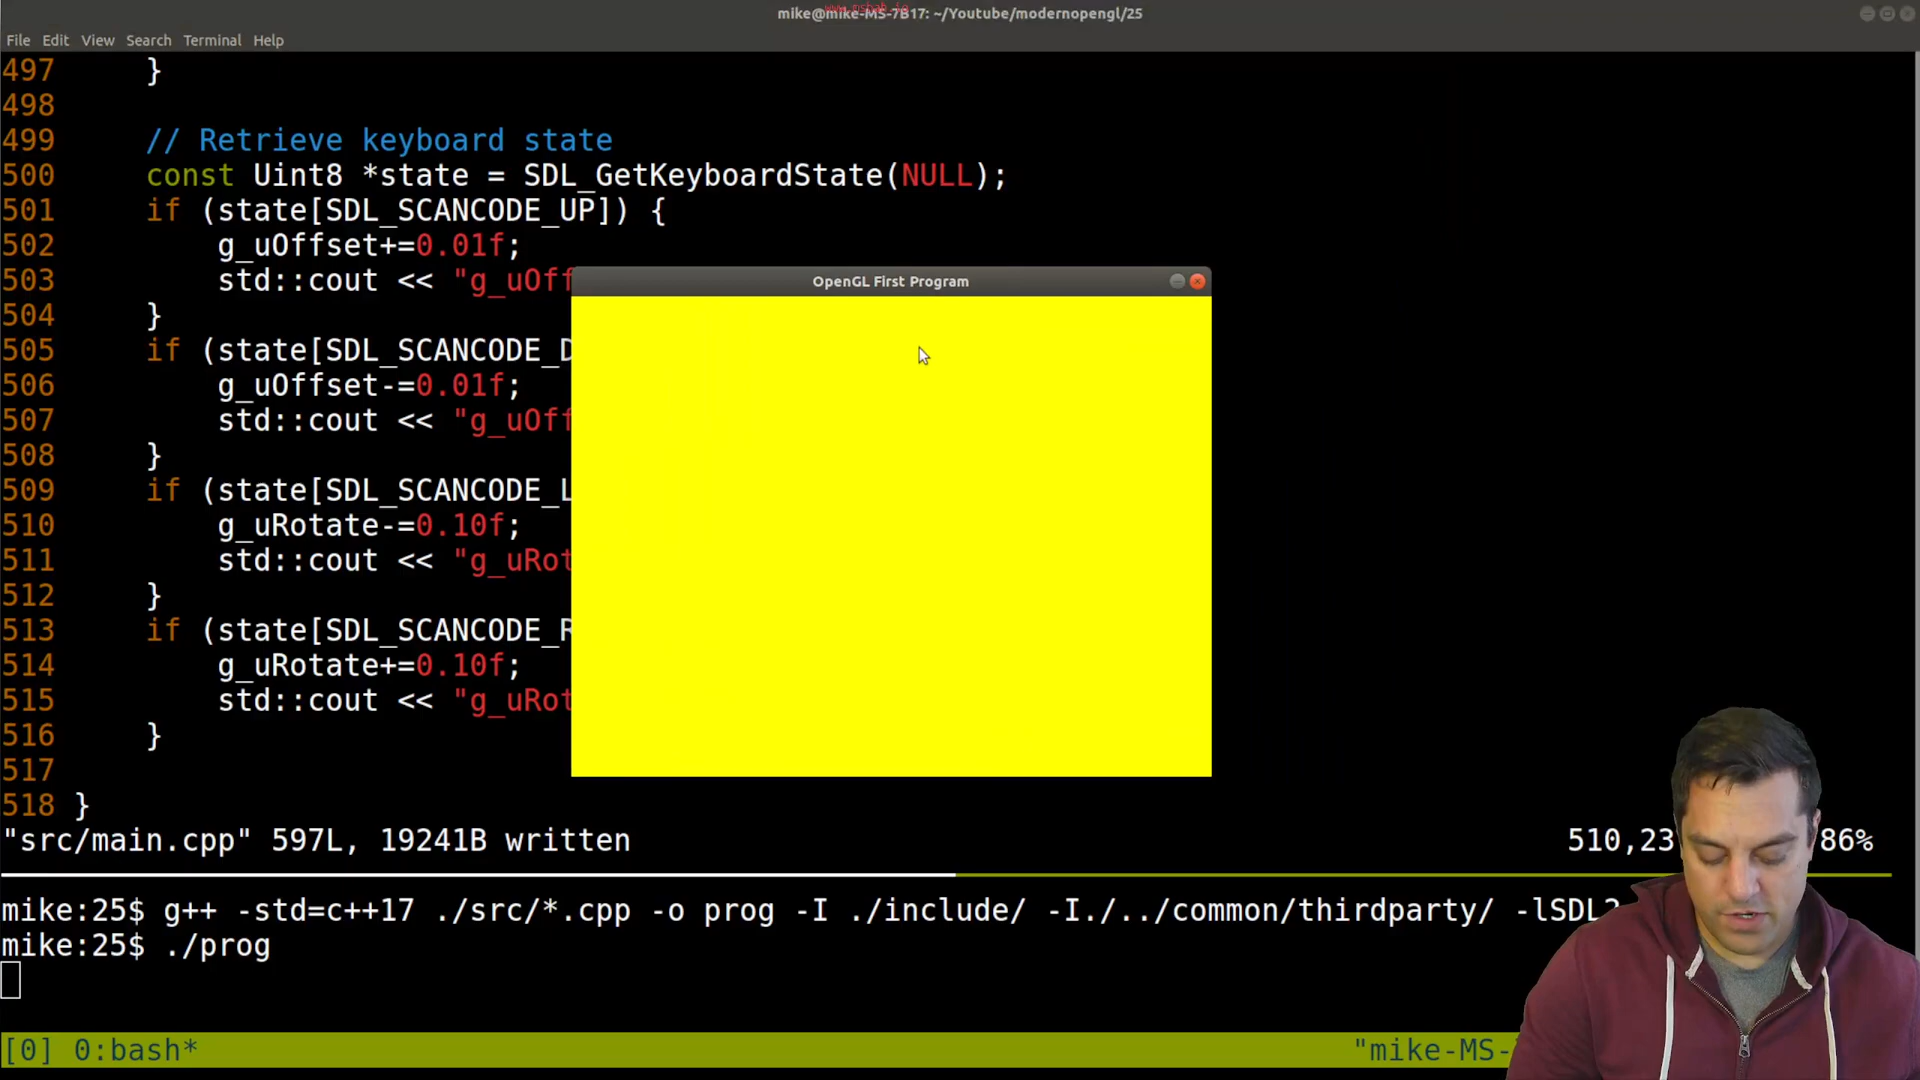 mike@mike-MS-7B17: ~/Youtube/modernopengl/25
File Edit View Search Terminal Help
497 }
498
499 // Retrieve keyboard state
500 const Uint8 *state = SDL_GetKeyboardState(NULL);
501 if (state[SDL_SCANCODE_UP]) {
502 g_uOffset+=0.01f;
503 std::cout << "g_uOff
504 }
505 if (state[SDL_SCANCODE_D
506 g_uOffset-=0.01f;
507 std::cout << "g_uOff
508 }
509 if (state[SDL_SCANCODE_L
510 g_uRotate-=0.10f;
511 std::cout << "g_uRot
512 }
513 if (state[SDL_SCANCODE_R
514 g_uRotate+=0.10f;
515 std::cout << "g_uRot
516 }
517
518 }
OpenGL First Program
"src/main.cpp" 597L, 19241B written 510,23 86%
mike:25$ g++ -std=c++17 ./src/*.cpp -o prog -I ./include/ -I./../common/thirdparty/ -lSDL2
mike:25$ ./prog
[0] 0:bash* "mike-MS-